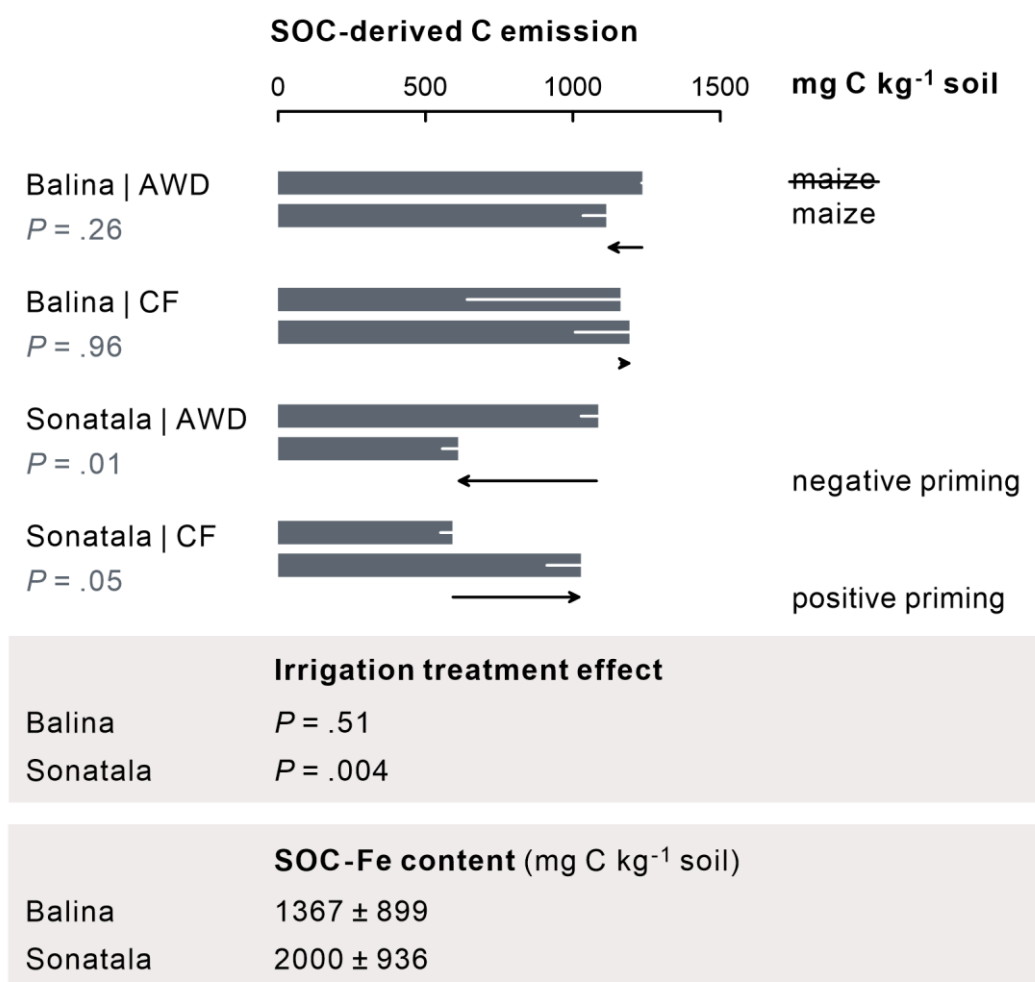 SOC-derived C emission
0 500 1000 1500 mg C kg⁻¹ soil
Balina | AWD maize
P = .26 maize
Balina | CF
P = .96
Sonatala | AWD
P = .01 negative priming
Sonatala | CF
P = .05 positive priming
Irrigation treatment effect
Balina P = .51
Sonatala P = .004
SOC-Fe content (mg C kg⁻¹ soil)
Balina 1367 ± 899
Sonatala 2000 ± 936